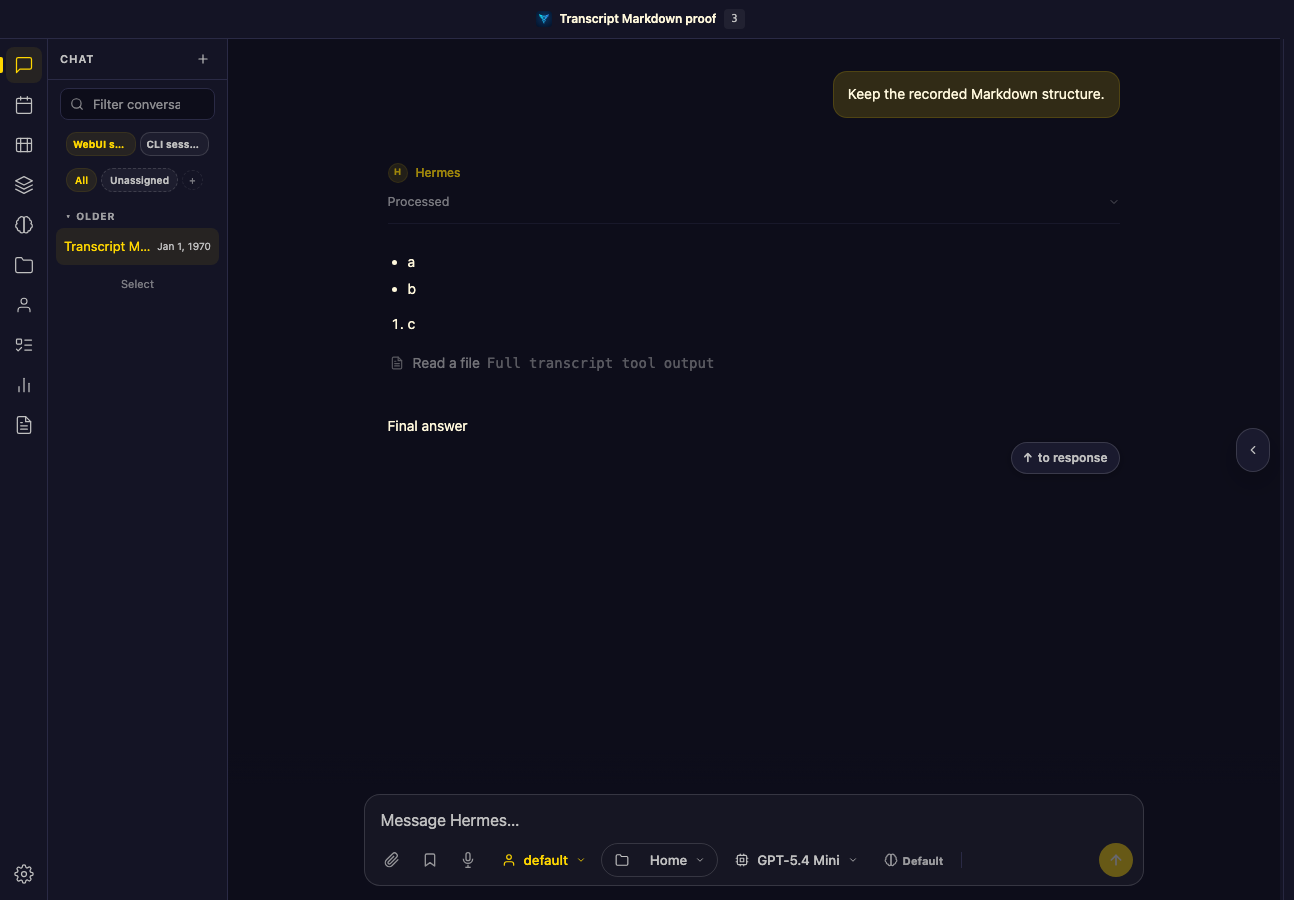 Transcript Markdown proof 3
CHAT +
Filter conversa
WebUI s... CLI sess...
All Unassigned +
OLDER
Transcript M... Jan 1, 1970
Select
Keep the recorded Markdown structure.
H Hermes
Processed
• a
• b
1. c
Read a file Full transcript tool output
Final answer
↑ to response
Message Hermes...
default Home GPT-5.4 Mini Default